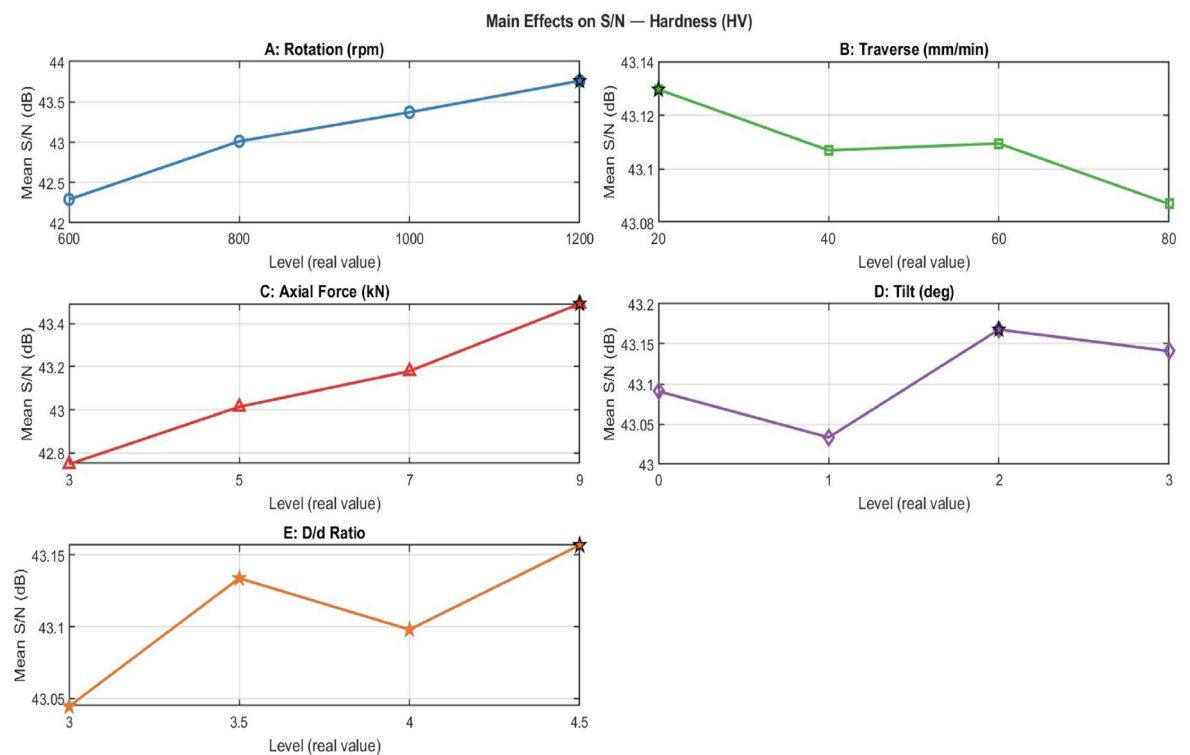 Main Effects on S/N — Hardness (HV)
A: Rotation (rpm)
44
43.5
43
42.5
42
Mean S/N (dB)
600 800 1000 1200
Level (real value)
B: Traverse (mm/min)
43.14
43.12
43.1
43.08
Mean S/N (dB)
20 40 60 80
Level (real value)
C: Axial Force (kN)
43.4
43.2
43
42.8
Mean S/N (dB)
3 5 7 9
Level (real value)
D: Tilt (deg)
43.2
43.15
43.1
43.05
43
Mean S/N (dB)
0 1 2 3
Level (real value)
E: D/d Ratio
43.15
43.1
43.05
Mean S/N (dB)
3 3.5 4 4.5
Level (real value)